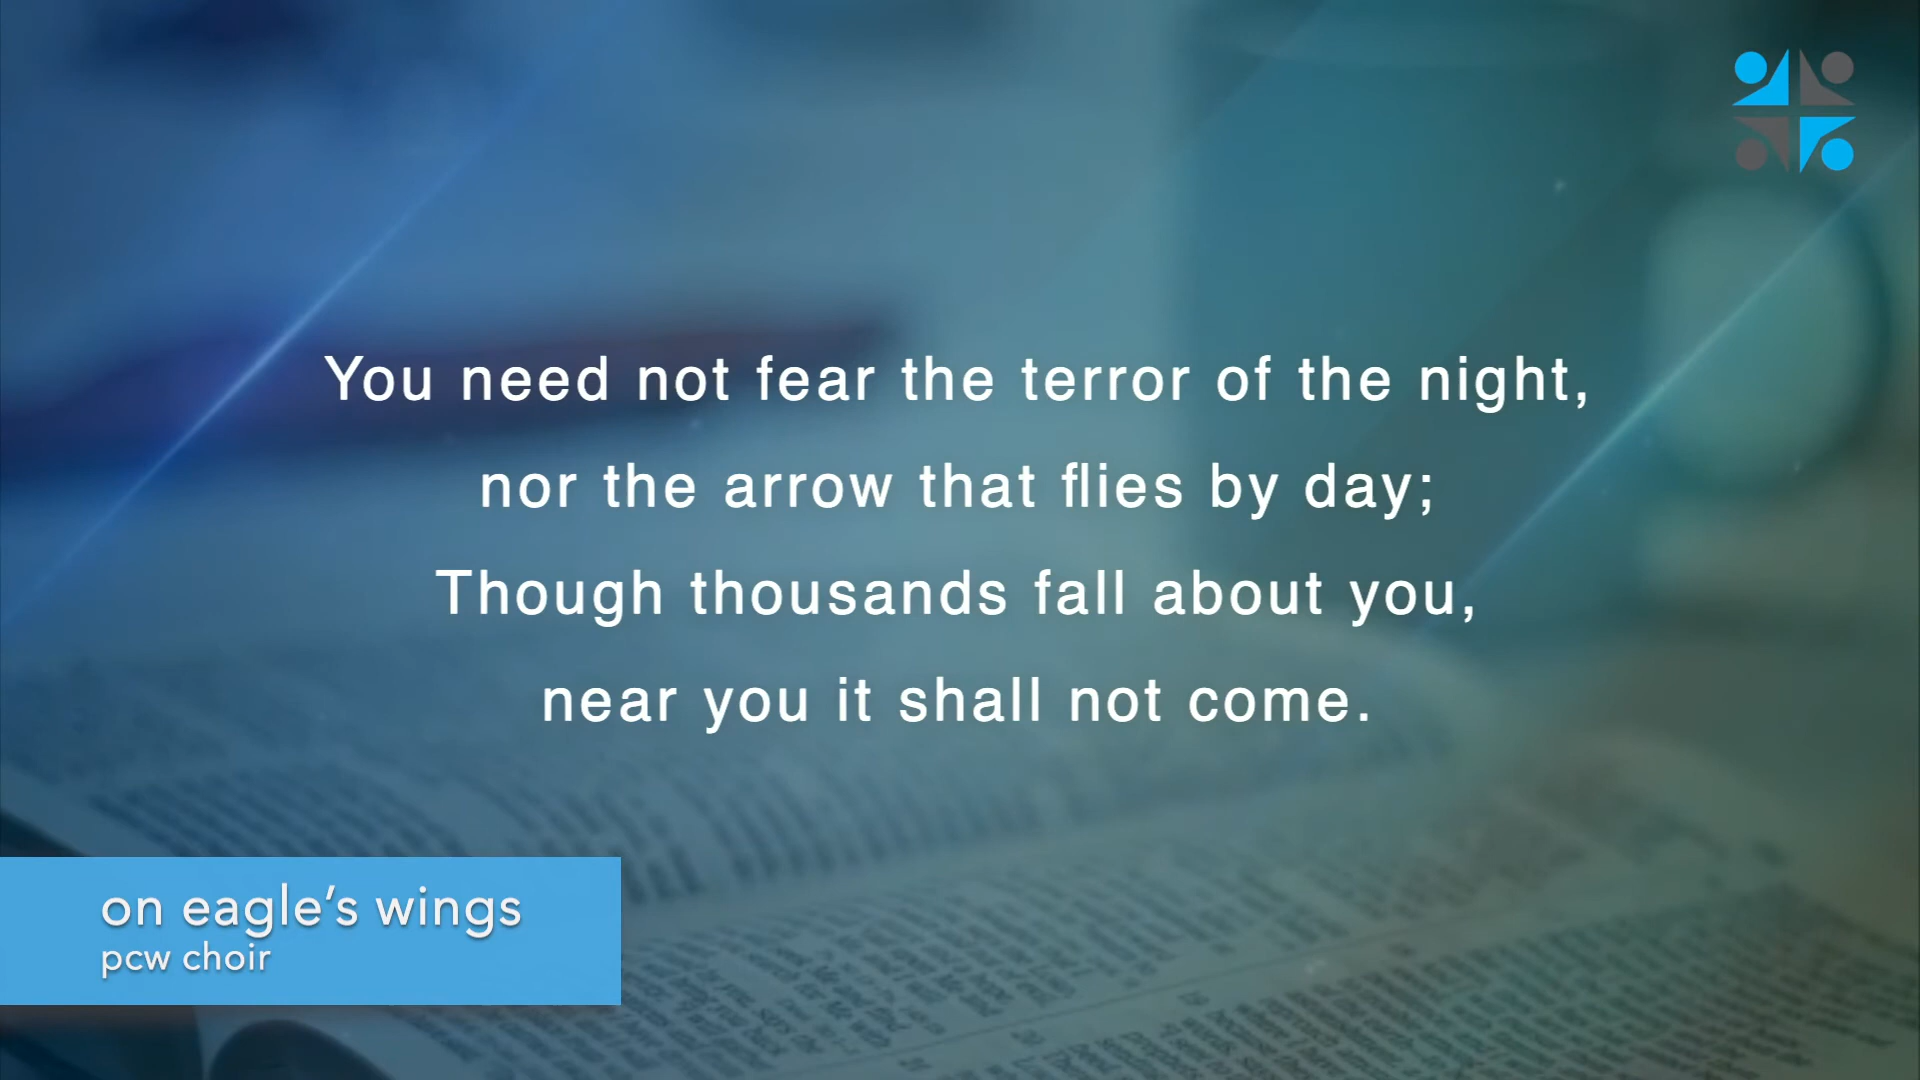 You need not fear the terror of the night,
nor the arrow that flies by day;
Though thousands fall about you,
near you it shall not come.
on eagle's wings
pcw choir